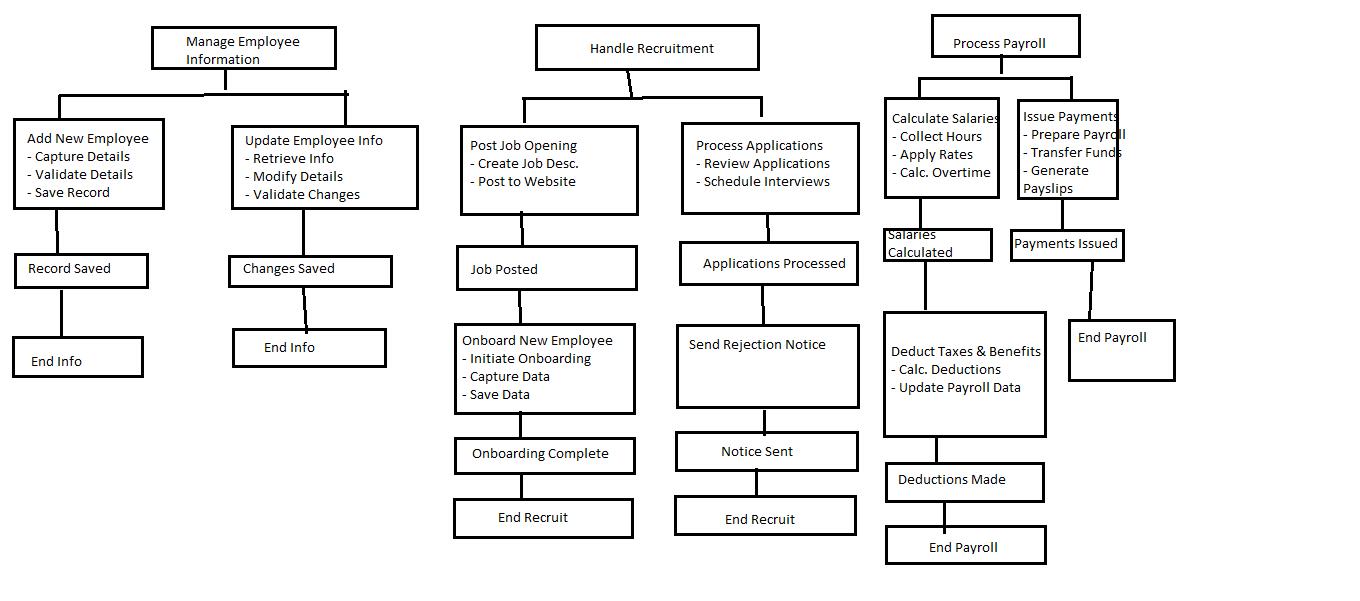 Manage Employee
Information
Add New Employee
- Capture Details
- Validate Details
- Save Record
Record Saved
End Info
Update Employee Info
- Retrieve Info
- Modify Details
- Validate Changes
Changes Saved
End Info
Handle Recruitment
Post Job Opening
- Create Job Desc.
- Post to Website
Job Posted
Onboard New Employee
- Initiate Onboarding
- Capture Data
- Save Data
Onboarding Complete
End Recruit
Process Applications
- Review Applications
- Schedule Interviews
Applications Processed
Send Rejection Notice
Notice Sent
End Recruit
Process Payroll
Calculate Salaries
- Collect Hours
- Apply Rates
- Calc. Overtime
Salaries
Calculated
Deduct Taxes & Benefits
- Calc. Deductions
- Update Payroll Data
Deductions Made
End Payroll
Issue Payments
- Prepare Payroll
- Transfer Funds
- Generate
Payslips
Payments Issued
End Payroll